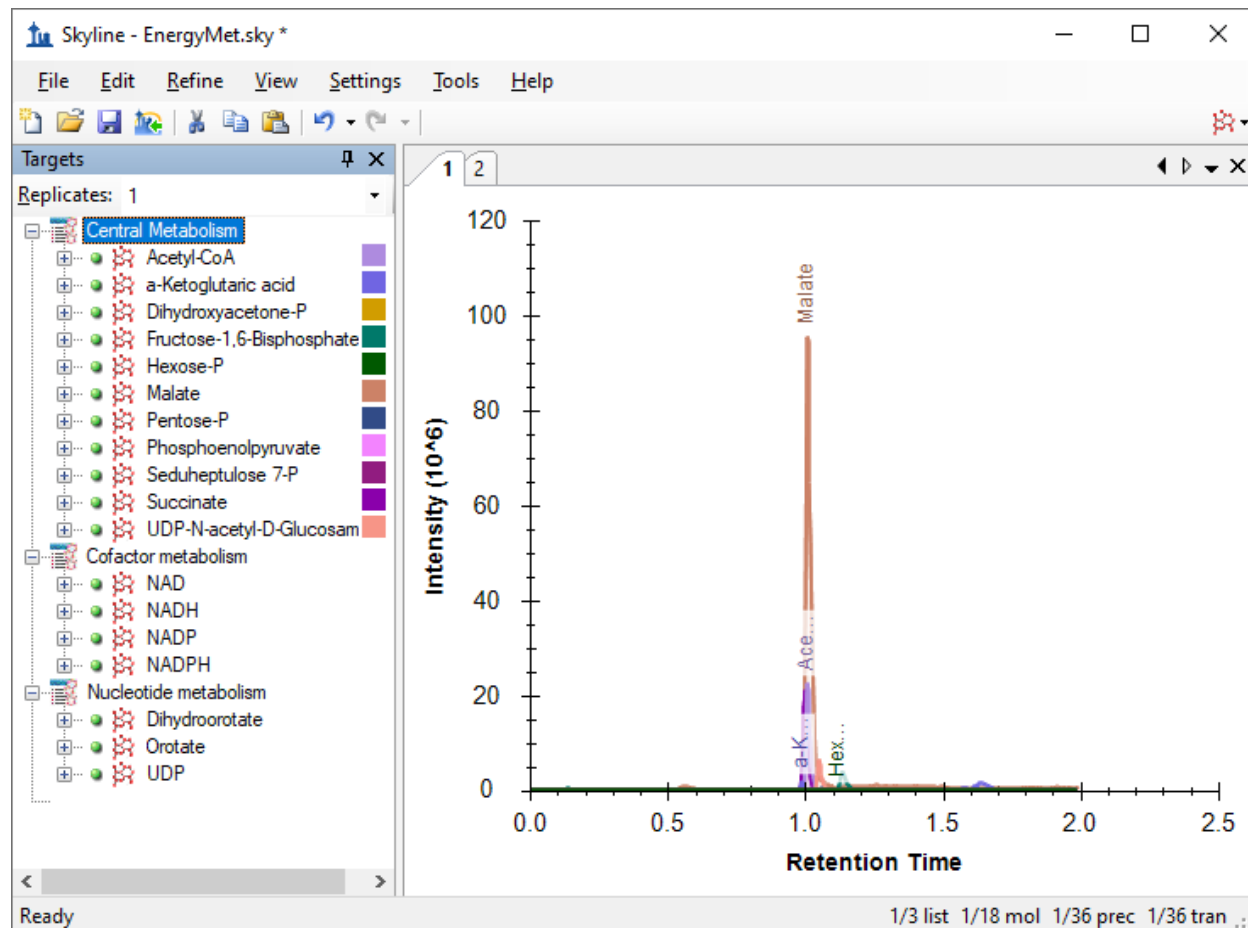 Skyline - EnergyMet.sky *
File Edit Refine View Settings Tools Help
Targets
Replicates: 1
Central Metabolism
Acetyl-CoA
a-Ketoglutaric acid
Dihydroxyacetone-P
Fructose-1,6-Bisphosphate
Hexose-P
Malate
Pentose-P
Phosphoenolpyruvate
Seduheptulose 7-P
Succinate
UDP-N-acetyl-D-Glucosam
Cofactor metabolism
NAD
NADH
NADP
NADPH
Nucleotide metabolism
Dihydroorotate
Orotate
UDP
1 2
120
100
80
60
40
20
0
Intensity (10^6)
Malate
Ace...
a-K...
Hex...
0.0 0.5 1.0 1.5 2.0 2.5
Retention Time
Ready 1/3 list 1/18 mol 1/36 prec 1/36 tran